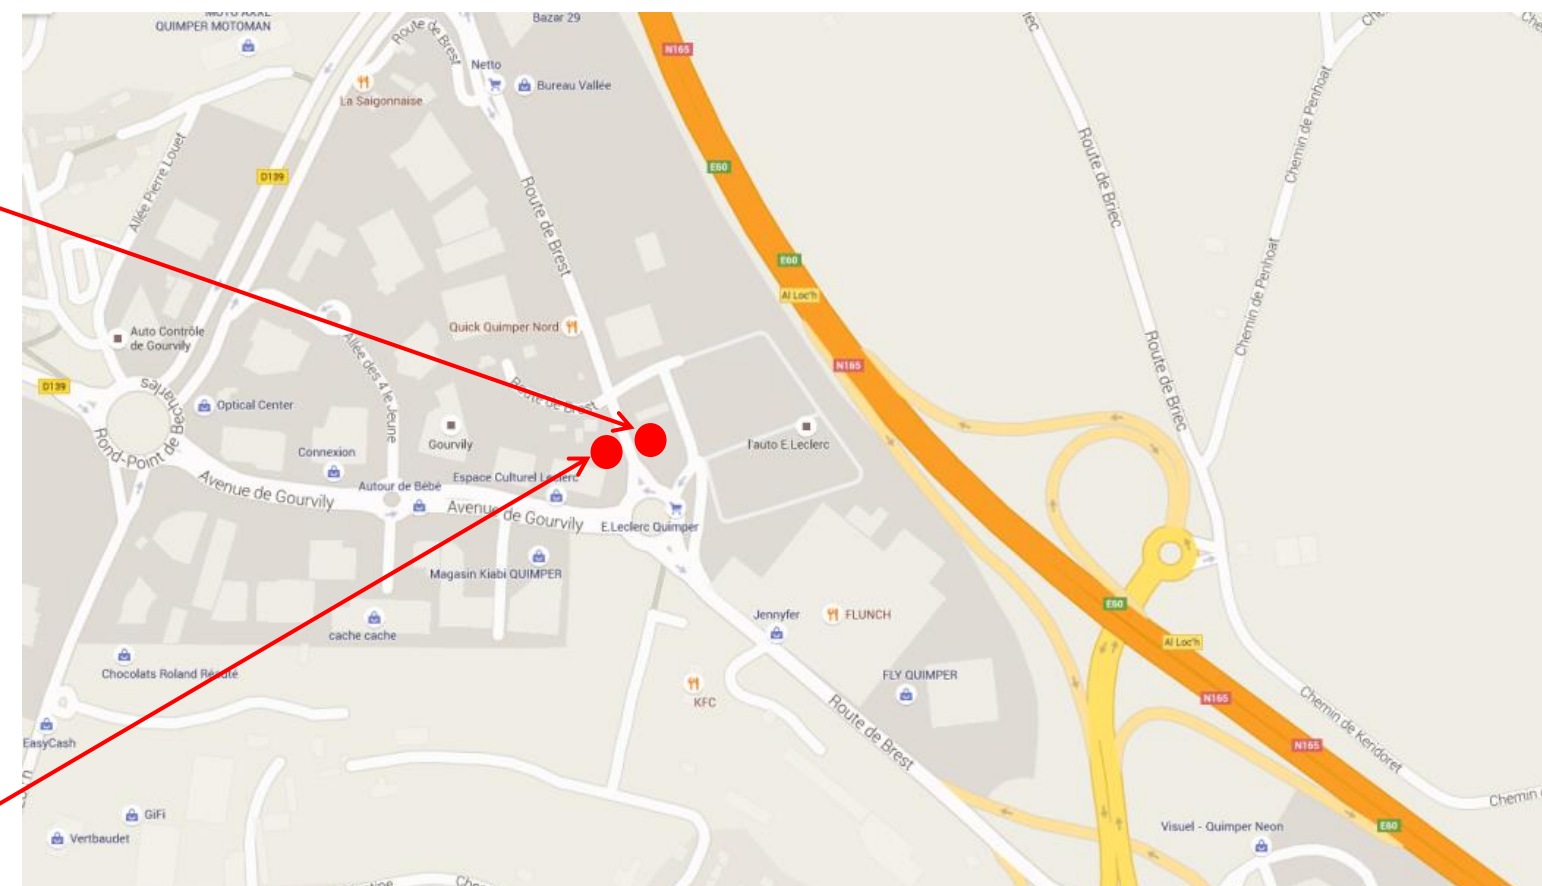 MOTO AXXE
QUIMPER MOTOMAN
Route de Brest
Bazar 29
N165
Netto
Bureau Vallée
La Saigonnaise
Route de Briec
Chemin de Penhoat
Allée Pierre Louet
D139
E60
Route de Brest
Chemin de Penhoat
E60
Al Loc'h
Quick Quimper Nord
Auto Contrôle
de Gourvily
Allée des 4 le Jeune
Route de Briec
N165
D139
Route de Brest
Optical Center
Rond-Point de Bécharles
Gourvily
l'auto E.Leclerc
Connexion
Espace Culturel Leclerc
Autour de Bébé
Avenue de Gourvily
Avenue de Gourvily
E.Leclerc Quimper
Magasin Kiabi QUIMPER
E60
Jennyfer
FLUNCH
cache cache
Al Loc'h
Chocolats Roland Réauté
FLY QUIMPER
KFC
N165
Chemin de Keridoret
Route de Brest
EasyCash
N165
Chemin
GiFi
Vertbaudet
Visuel - Quimper Neon
E60